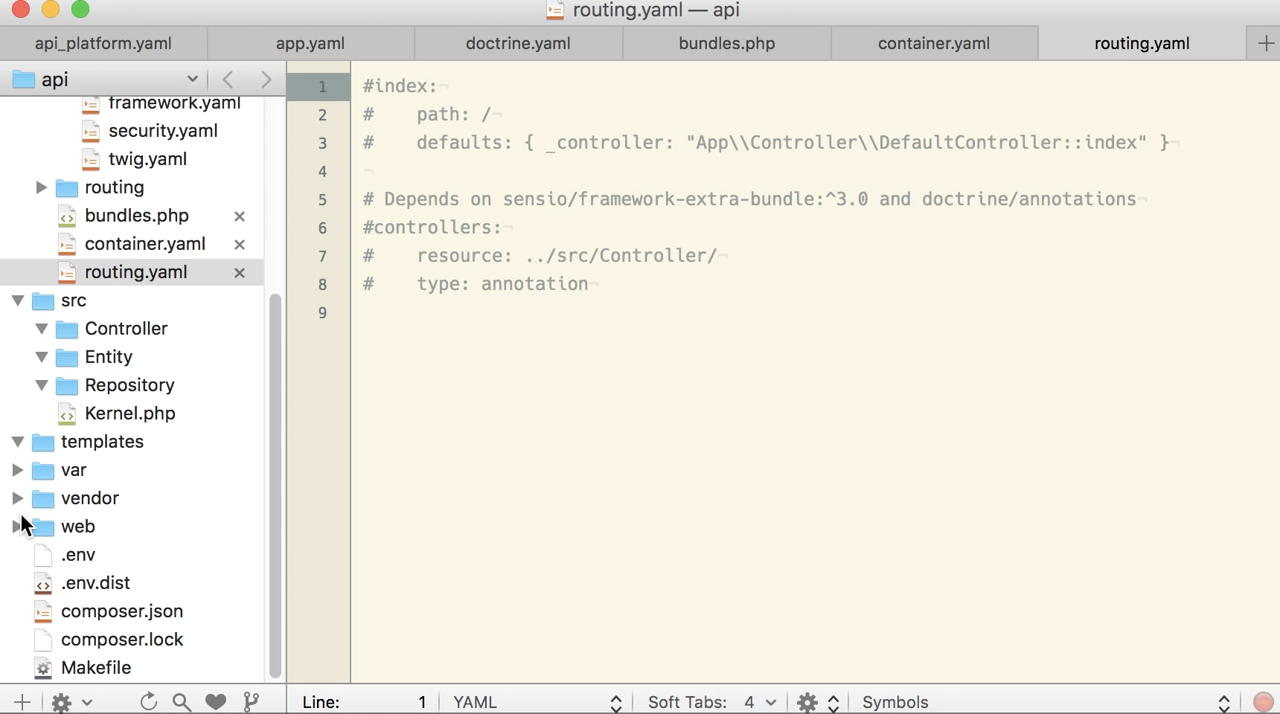 routing.yaml — api
api_platform.yaml
app.yaml
doctrine.yaml
bundles.php
container.yaml
routing.yaml
api
framework.yaml
security.yaml
twig.yaml
routing
bundles.php
container.yaml
routing.yaml
src
Controller
Entity
Repository
Kernel.php
templates
var
vendor
web
.env
.env.dist
composer.json
composer.lock
Makefile
1 #index:¬
2 #    path: /¬
3 #    defaults: { _controller: "App\\Controller\\DefaultController::index" }¬
4 ¬
5 # Depends on sensio/framework-extra-bundle:^3.0 and doctrine/annotations¬
6 #controllers:¬
7 #    resource: ../src/Controller/¬
8 #    type: annotation¬
9
Line: 1 YAML Soft Tabs: 4 Symbols